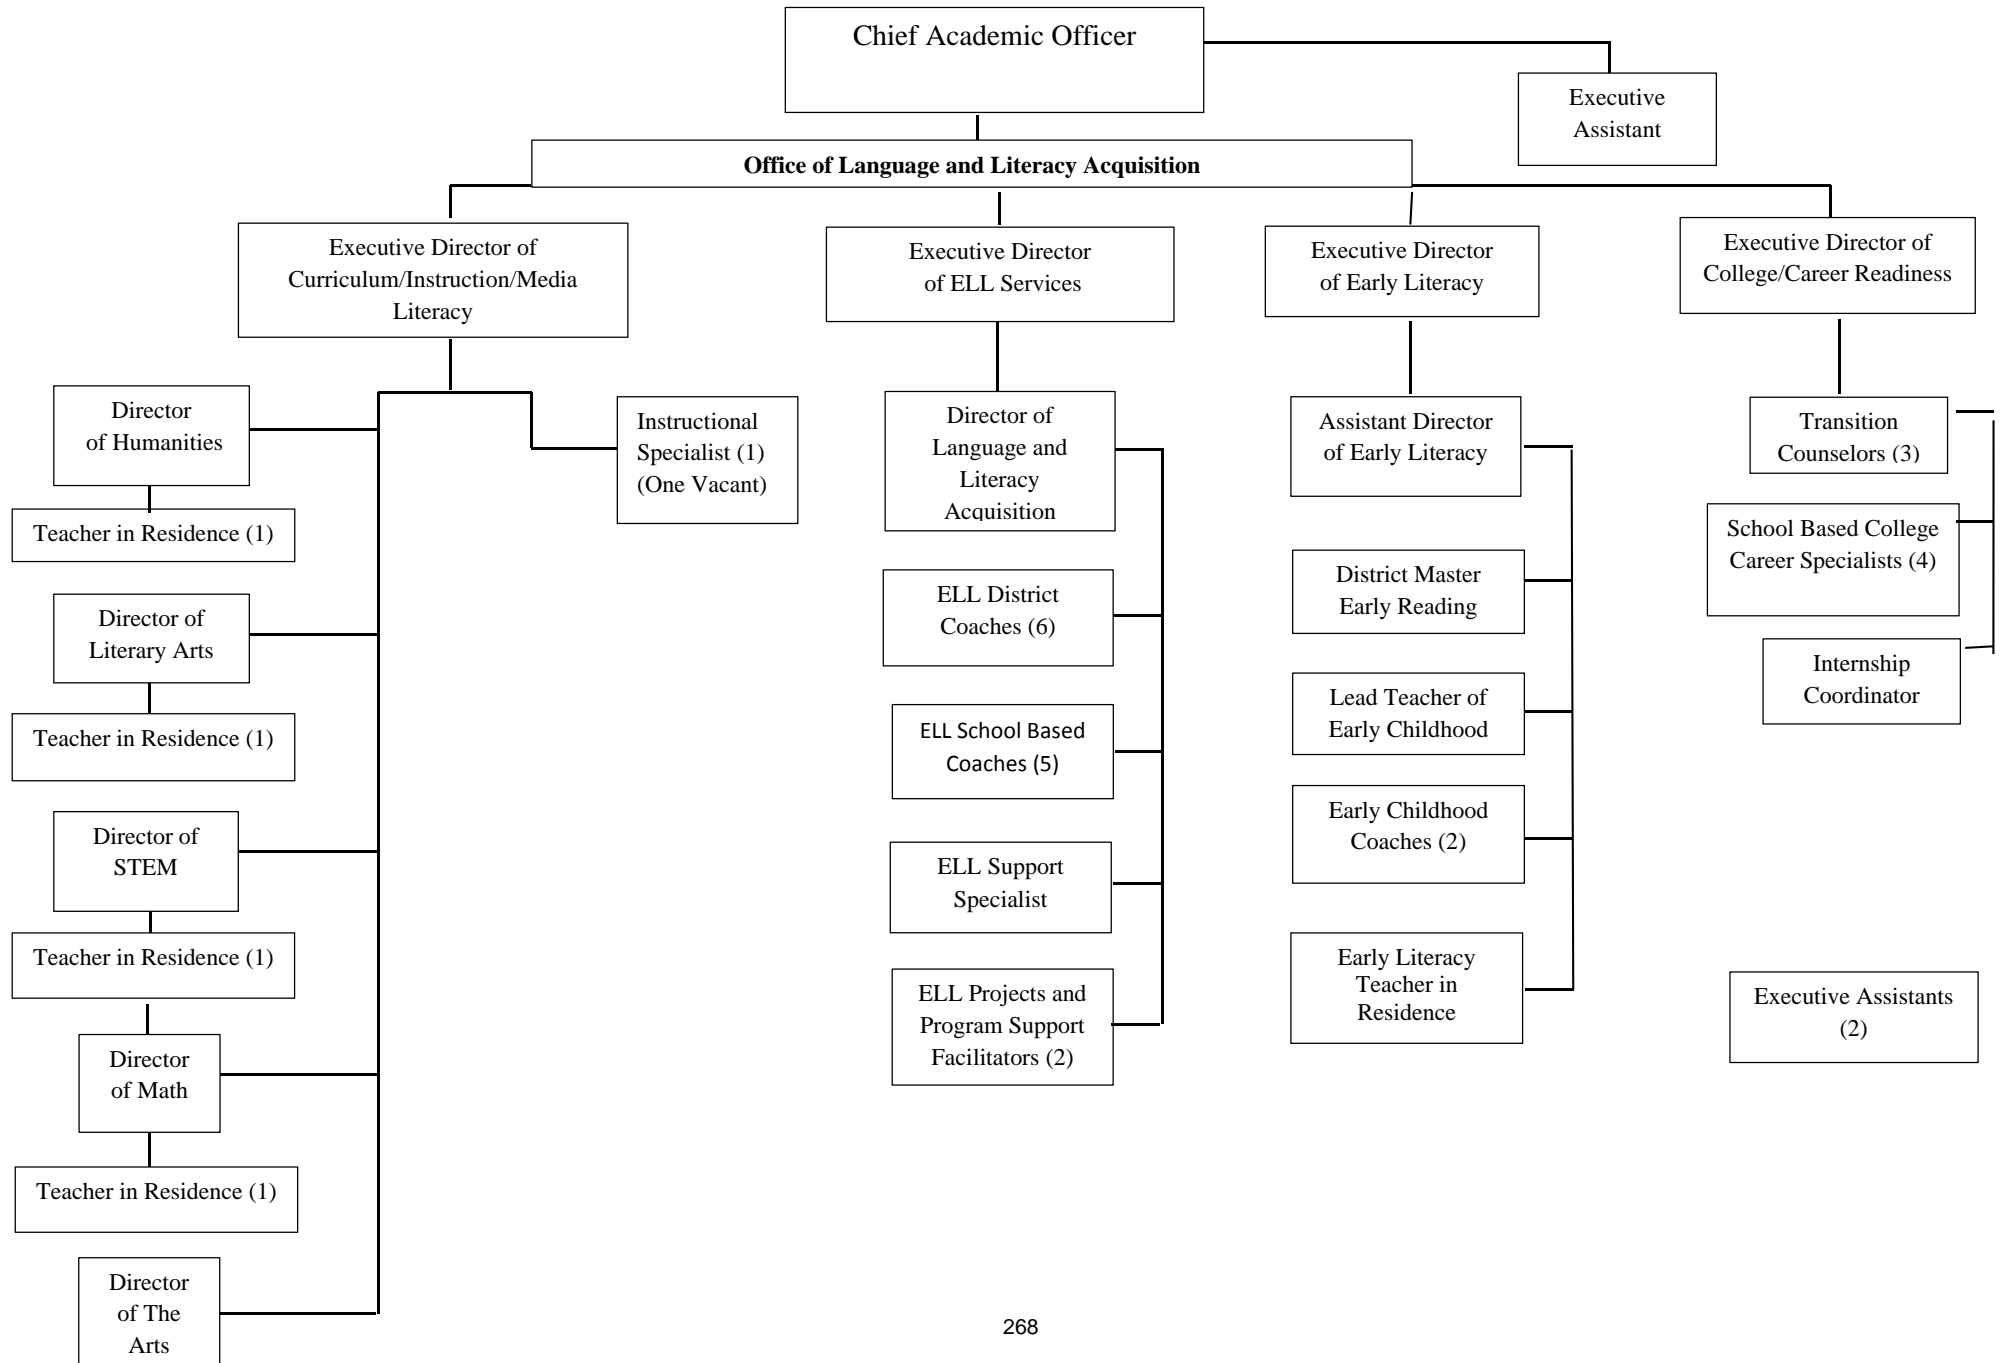 Chief Academic Officer
Executive
Assistant
Office of Language and Literacy Acquisition
Executive Director of
Curriculum/Instruction/Media
Literacy
Executive Director
of ELL Services
Executive Director
of Early Literacy
Executive Director of
College/Career Readiness
Director
of Humanities
Teacher in Residence (1)
Director of
Literary Arts
Teacher in Residence (1)
Director of
STEM
Teacher in Residence (1)
Director
of Math
Teacher in Residence (1)
Director
of The
Arts
Instructional
Specialist (1)
(One Vacant)
Director of
Language and
Literacy
Acquisition
ELL District
Coaches (6)
ELL School Based
Coaches (5)
ELL Support
Specialist
ELL Projects and
Program Support
Facilitators (2)
Assistant Director
of Early Literacy
District Master
Early Reading
Lead Teacher of
Early Childhood
Early Childhood
Coaches (2)
Early Literacy
Teacher in
Residence
Transition
Counselors (3)
School Based College
Career Specialists (4)
Internship
Coordinator
Executive Assistants
(2)
268